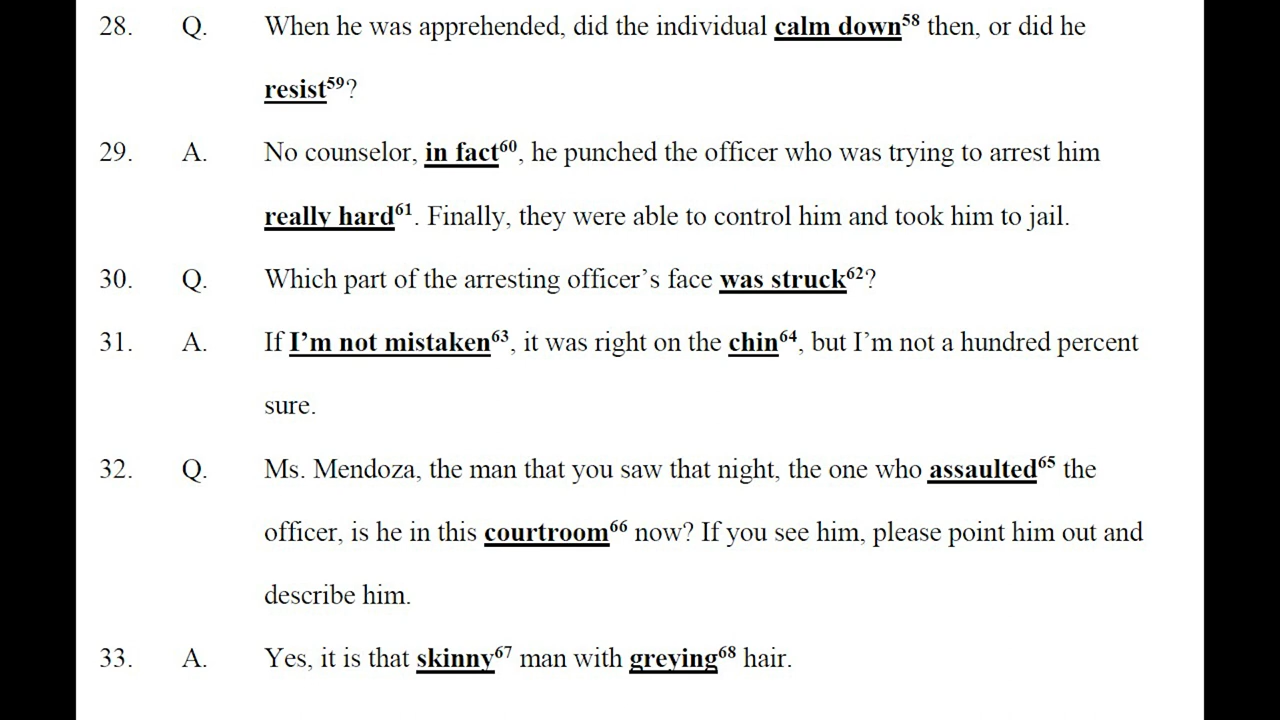 28. Q. When he was apprehended, did the individual calm down58 then, or did he
resist59?
29. A. No counselor, in fact60, he punched the officer who was trying to arrest him
really hard61. Finally, they were able to control him and took him to jail.
30. Q. Which part of the arresting officer’s face was struck62?
31. A. If I’m not mistaken63, it was right on the chin64, but I’m not a hundred percent
sure.
32. Q. Ms. Mendoza, the man that you saw that night, the one who assaulted65 the
officer, is he in this courtroom66 now? If you see him, please point him out and
describe him.
33. A. Yes, it is that skinny67 man with greying68 hair.